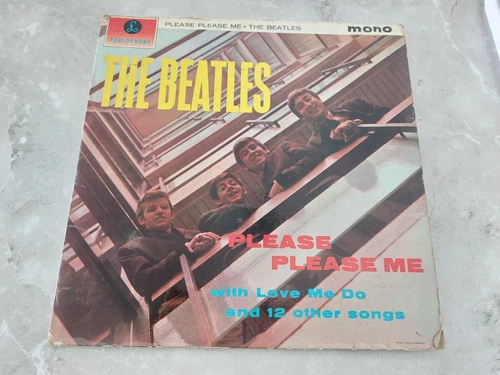 PARLOPHONE
PLEASE PLEASE ME • THE BEATLES
mono
THE BEATLES
PLEASE
PLEASE ME
with Love Me Do
and 12 other songs